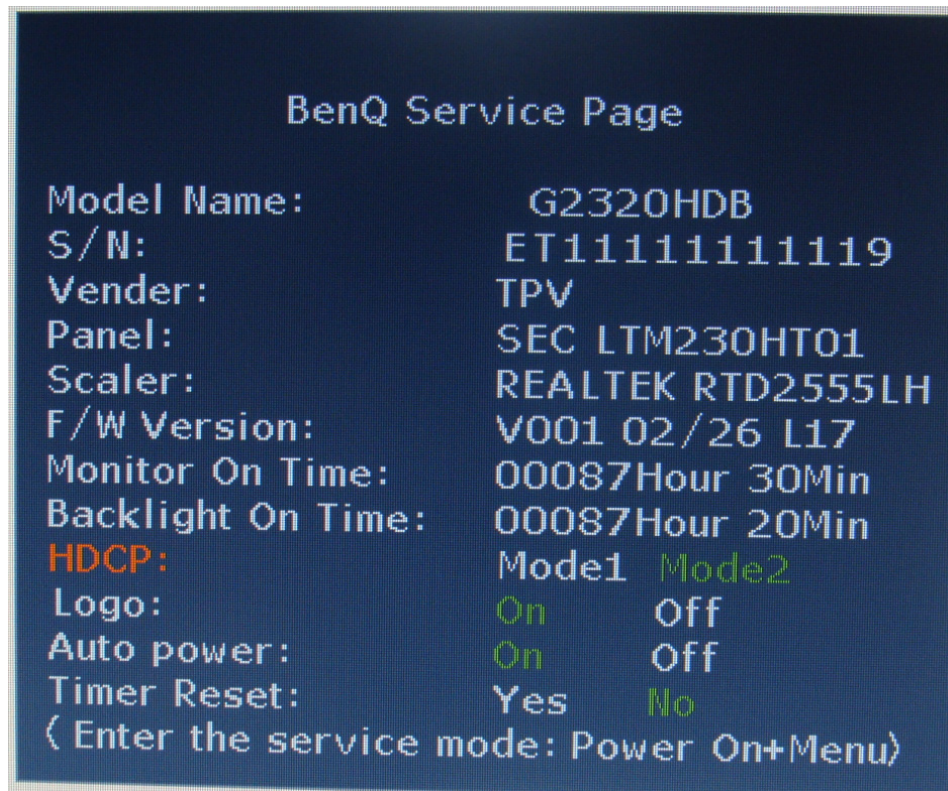 BenQ Service Page
Model Name: G2320HDB
S/N: ET11111111119
Vender: TPV
Panel: SEC LTM230HT01
Scaler: REALTEK RTD2555LH
F/W Version: V001 02/26 L17
Monitor On Time: 00087Hour 30Min
Backlight On Time: 00087Hour 20Min
HDCP: Mode1 Mode2
Logo: On Off
Auto power: On Off
Timer Reset: Yes No
(Enter the service mode: Power On+Menu)